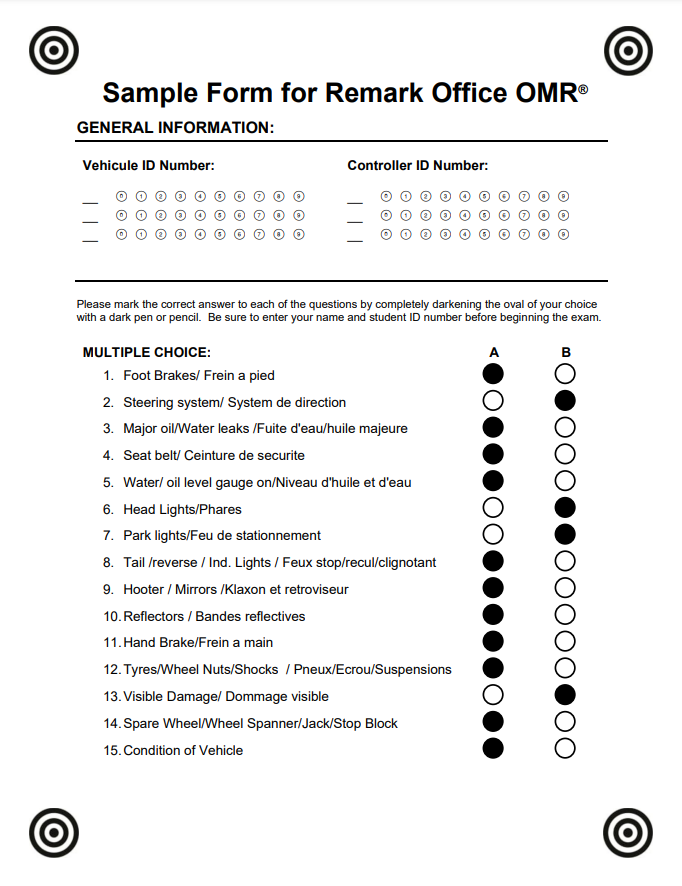 Sample Form for Remark Office OMR®
GENERAL INFORMATION:
Vehicule ID Number: Controller ID Number:
__ 0 1 2 3 4 5 6 7 8 9 __ 0 1 2 3 4 5 6 7 8 9
__ 0 1 2 3 4 5 6 7 8 9 __ 0 1 2 3 4 5 6 7 8 9
__ 0 1 2 3 4 5 6 7 8 9 __ 0 1 2 3 4 5 6 7 8 9
Please mark the correct answer to each of the questions by completely darkening the oval of your choice
with a dark pen or pencil. Be sure to enter your name and student ID number before beginning the exam.
MULTIPLE CHOICE: A B
1. Foot Brakes/ Frein a pied
2. Steering system/ System de direction
3. Major oil/Water leaks /Fuite d'eau/huile majeure
4. Seat belt/ Ceinture de securite
5. Water/ oil level gauge on/Niveau d'huile et d'eau
6. Head Lights/Phares
7. Park lights/Feu de stationnement
8. Tail /reverse / Ind. Lights / Feux stop/recul/clignotant
9. Hooter / Mirrors /Klaxon et retroviseur
10. Reflectors / Bandes reflectives
11. Hand Brake/Frein a main
12. Tyres/Wheel Nuts/Shocks / Pneux/Ecrou/Suspensions
13. Visible Damage/ Dommage visible
14. Spare Wheel/Wheel Spanner/Jack/Stop Block
15. Condition of Vehicle